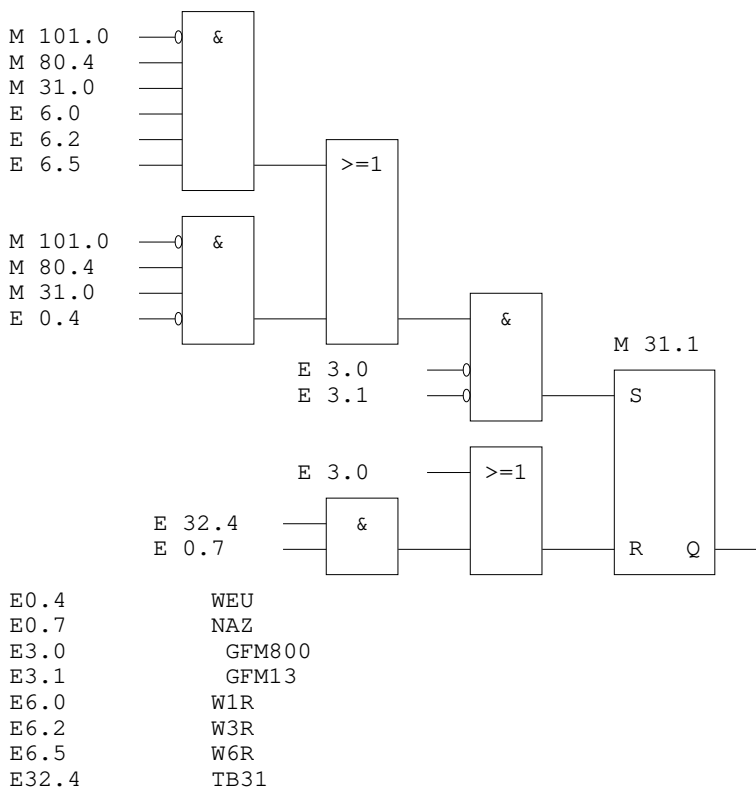 M 101.0 &
M 80.4
M 31.0
E 6.0
E 6.2
E 6.5 >=1
M 101.0 &
M 80.4
M 31.0
E 0.4 &
M 31.1
E 3.0
E 3.1 S
E 3.0 >=1
E 32.4 &
E 0.7 R Q
E0.4 WEU
E0.7 NAZ
E3.0 GFM800
E3.1 GFM13
E6.0 W1R
E6.2 W3R
E6.5 W6R
E32.4 TB31